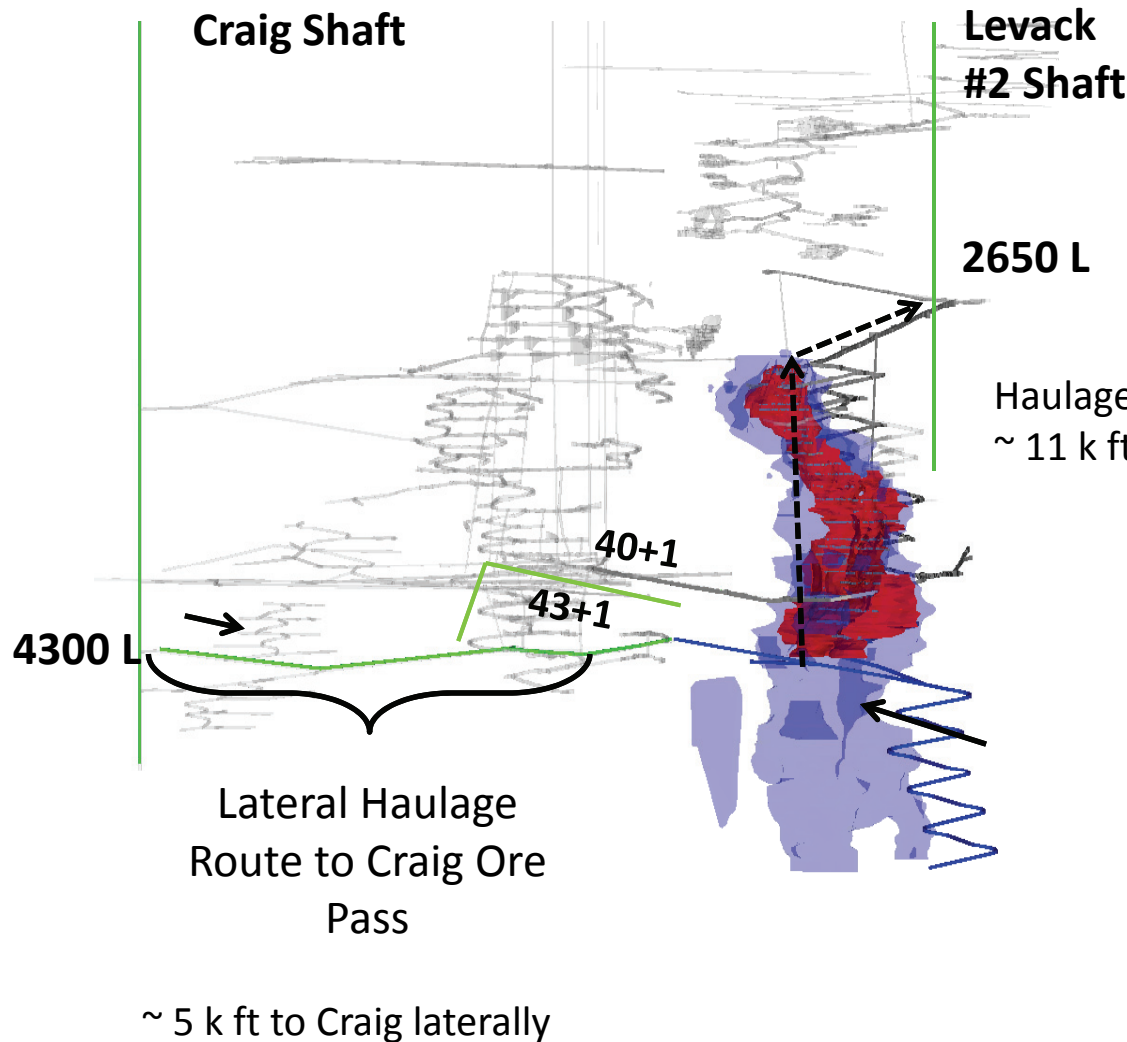 Craig Shaft
Levack
#2 Shaft
2650 L
Haulage
~ 11 k ft
40+1
43+1
4300 L
Lateral Haulage
Route to Craig Ore
Pass
~ 5 k ft to Craig laterally